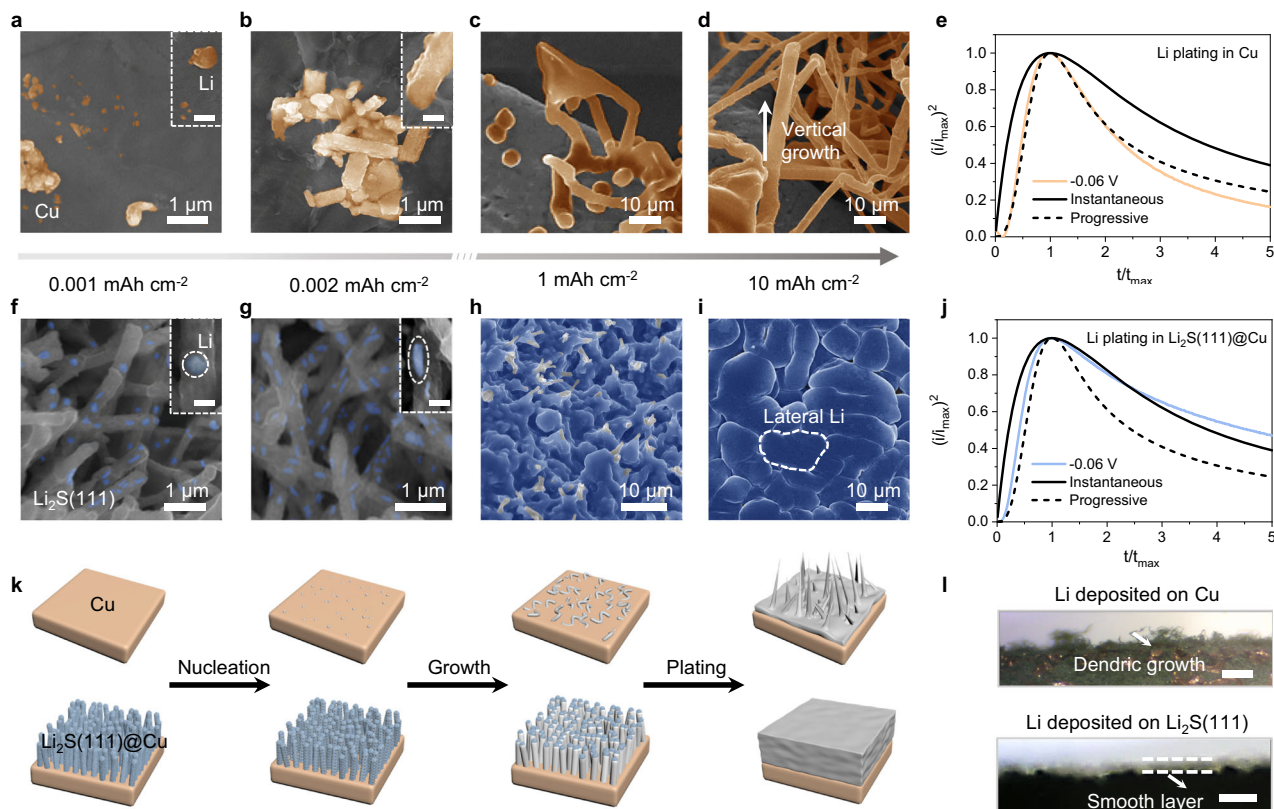 a
b
c
d
e
Li
Cu
1 μm
1 μm
10 μm
Vertical
growth
10 μm
Li plating in Cu
(i/imax)²
1.0
0.8
0.6
0.4
0.2
0
-0.06 V
Instantaneous
Progressive
0
1
2
3
4
5
t/tmax
0.001 mAh cm-2
0.002 mAh cm-2
1 mAh cm-2
10 mAh cm-2
f
g
h
i
j
Li
Li2S(111)
1 μm
1 μm
10 μm
Lateral Li
10 μm
Li plating in Li2S(111)@Cu
(i/imax)²
1.0
0.8
0.6
0.4
0.2
0.0
-0.06 V
Instantaneous
Progressive
0
1
2
3
4
5
t/tmax
k
Cu
Nucleation
Growth
Plating
Li2S(111)@Cu
l
Li deposited on Cu
Dendric growth
Li deposited on Li2S(111)
Smooth layer